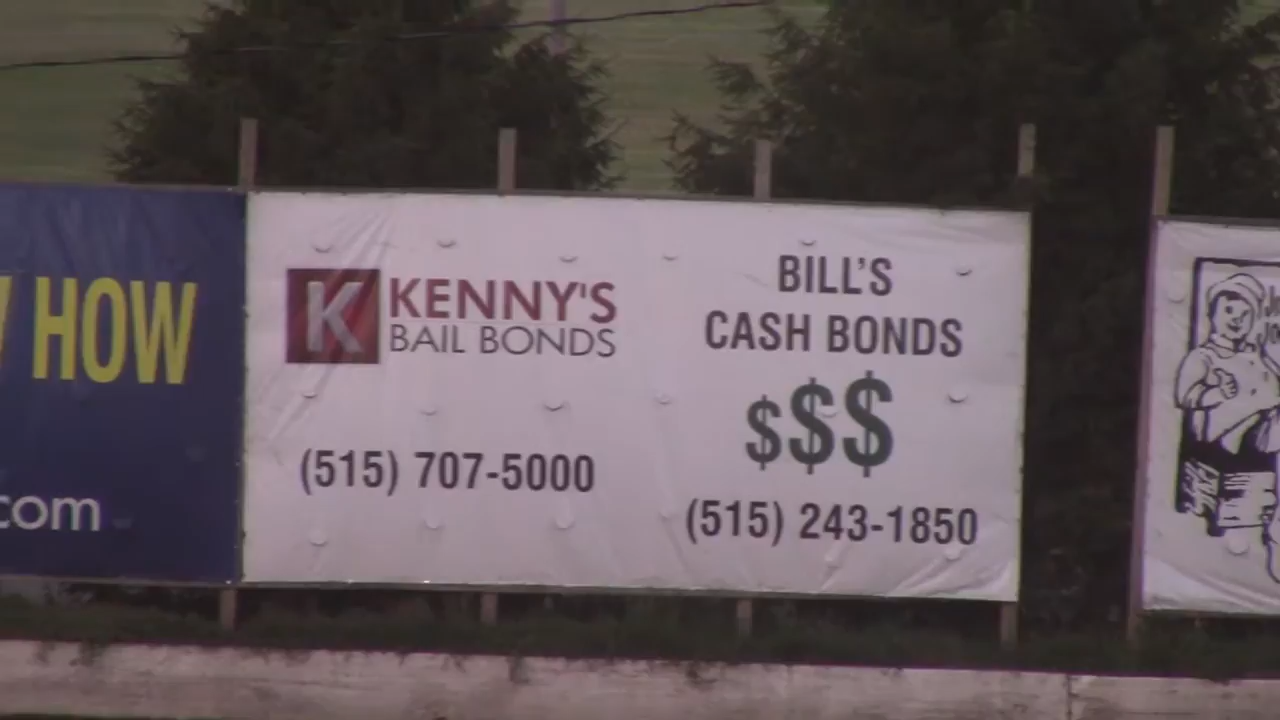 HOW
.com
K
KENNY'S
BAIL BONDS
(515) 707-5000
BILL'S
CASH BONDS
$$$
(515) 243-1850